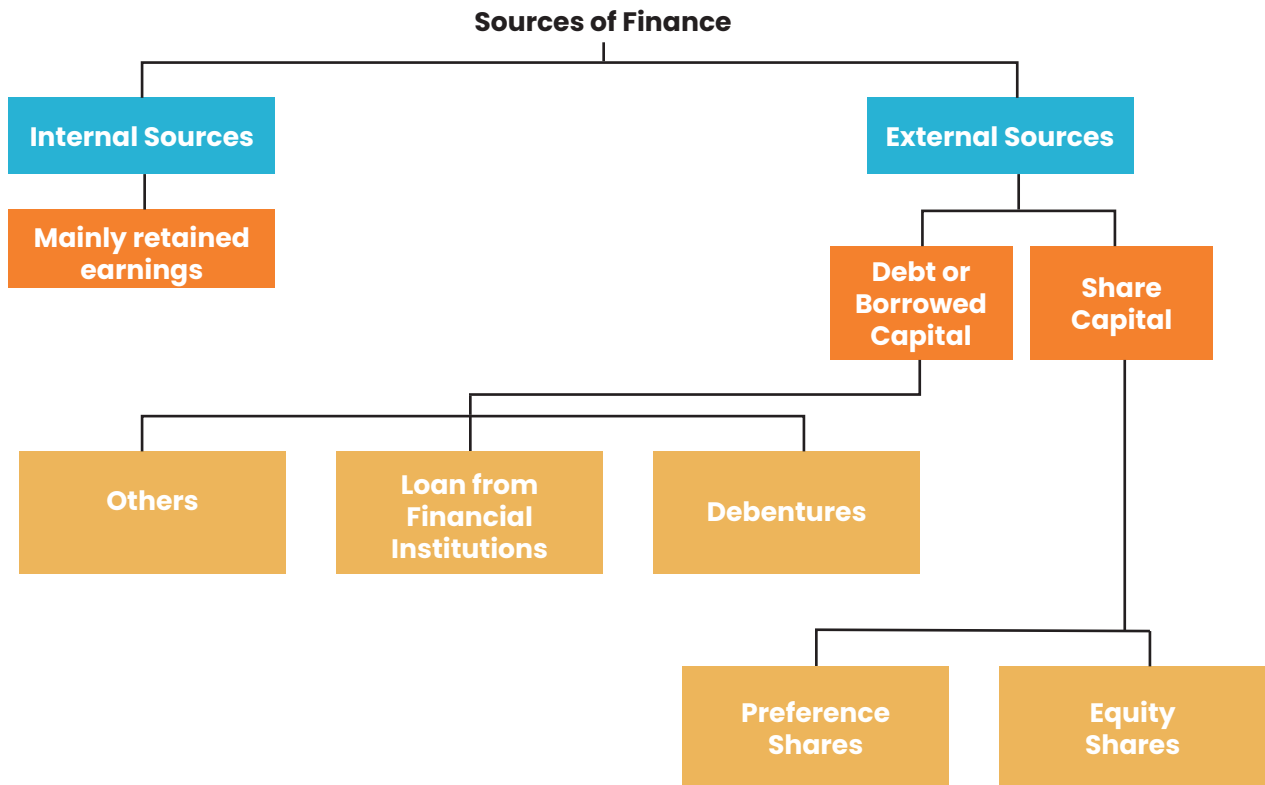 Sources of Finance
Internal Sources
External Sources
Mainly retained
earnings
Debt or
Borrowed
Capital
Share
Capital
Others
Loan from
Financial
Institutions
Debentures
Preference
Shares
Equity
Shares